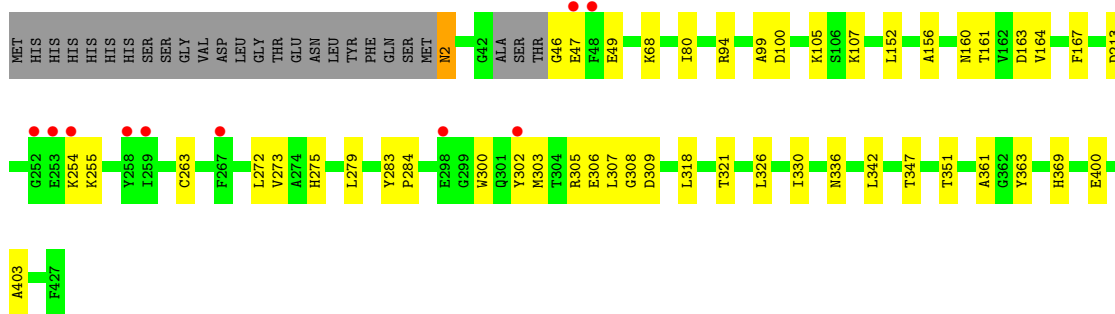 MET HIS HIS HIS HIS HIS HIS SER SER GLY VAL ASP LEU GLY THR GLU ASN LEU TYR PHE GLN SER MET N2 G42 ALA SER THR G46 E47 F48 E49 K68 I80 R94 A99 D100 K105 S106 K107 L152 A156 N160 T161 V162 D163 V164 F167 D213
G252 E253 K254 K255 Y258 I259 C263 F267 L272 V273 A274 H275 L279 Y283 P284 E298 G299 W300 Q301 Y302 M303 T304 R305 E306 L307 G308 D309 L318 T321 L326 I330 N336 L342 T347 T351 A361 G362 Y363 H369 E400
A403 F427